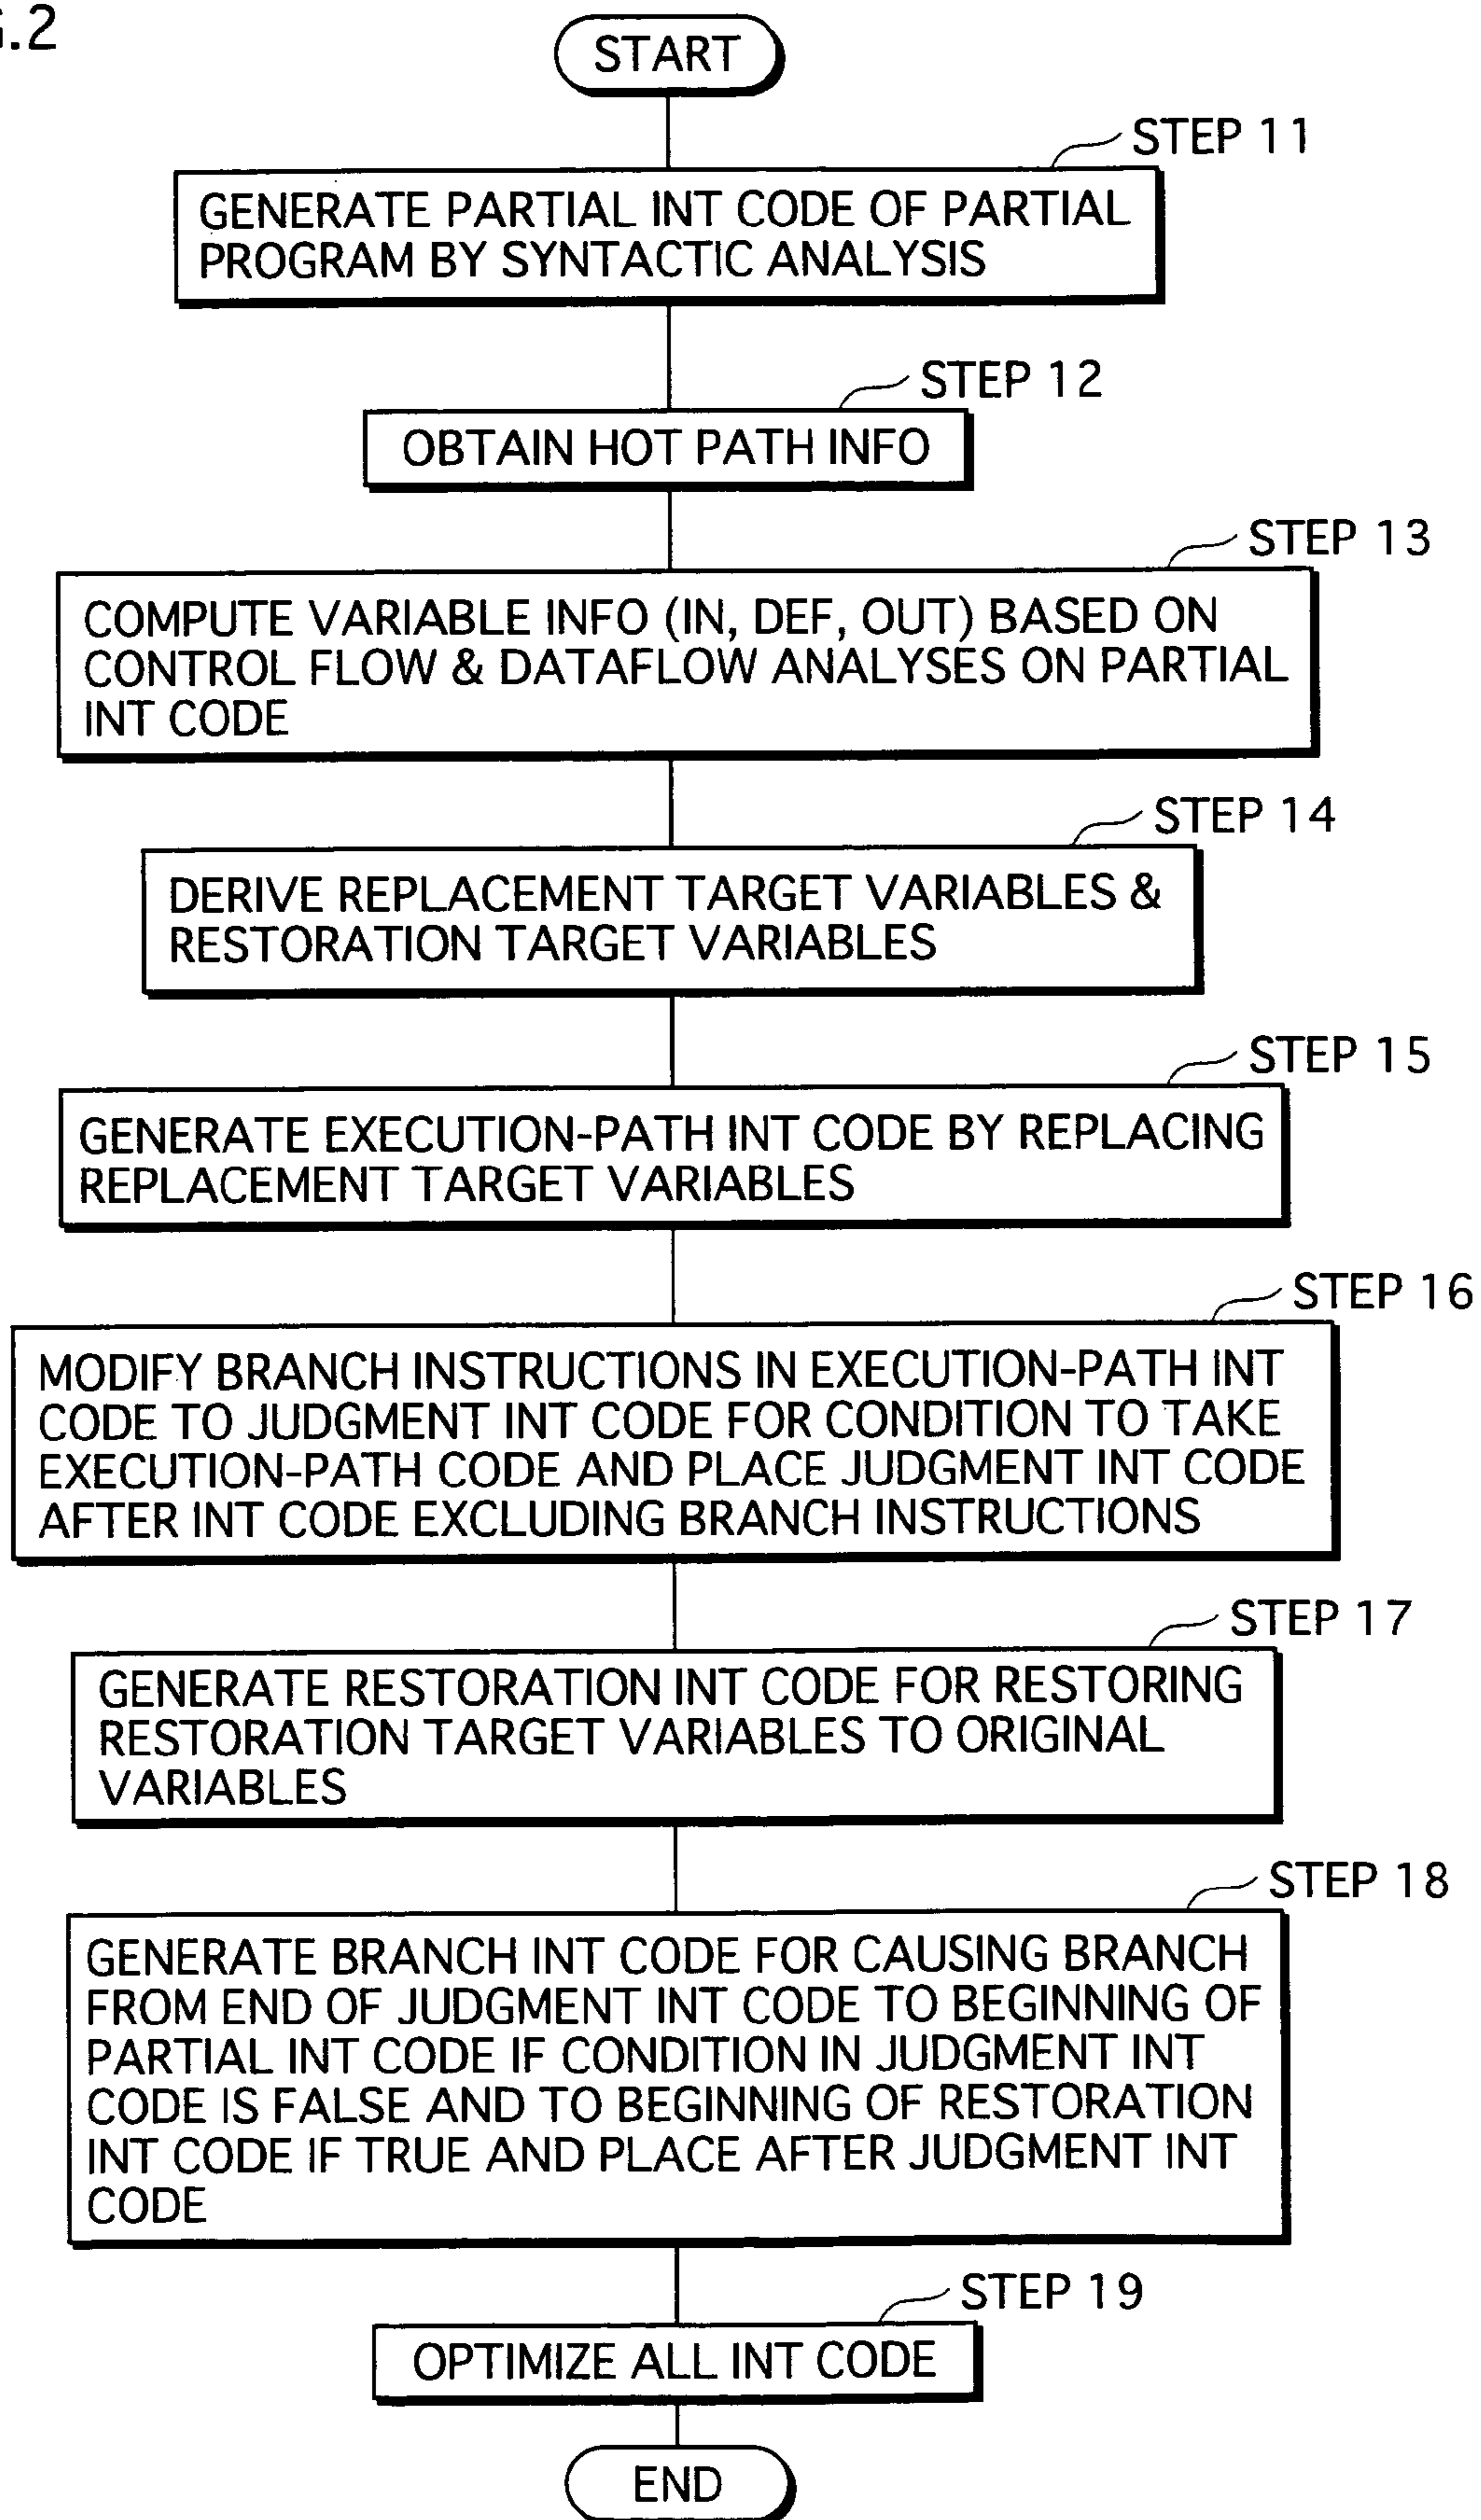 .2
START
STEP 11
GENERATE PARTIAL INT CODE OF PARTIAL
PROGRAM BY SYNTACTIC ANALYSIS
STEP 12
OBTAIN HOT PATH INFO
STEP 13
COMPUTE VARIABLE INFO (IN, DEF, OUT) BASED ON
CONTROL FLOW & DATAFLOW ANALYSES ON PARTIAL
INT CODE
STEP 14
DERIVE REPLACEMENT TARGET VARIABLES &
RESTORATION TARGET VARIABLES
STEP 15
GENERATE EXECUTION-PATH INT CODE BY REPLACING
REPLACEMENT TARGET VARIABLES
STEP 16
MODIFY BRANCH INSTRUCTIONS IN EXECUTION-PATH INT
CODE TO JUDGMENT INT CODE FOR CONDITION TO TAKE
EXECUTION-PATH CODE AND PLACE JUDGMENT INT CODE
AFTER INT CODE EXCLUDING BRANCH INSTRUCTIONS
STEP 17
GENERATE RESTORATION INT CODE FOR RESTORING
RESTORATION TARGET VARIABLES TO ORIGINAL
VARIABLES
STEP 18
GENERATE BRANCH INT CODE FOR CAUSING BRANCH
FROM END OF JUDGMENT INT CODE TO BEGINNING OF
PARTIAL INT CODE IF CONDITION IN JUDGMENT INT
CODE IS FALSE AND TO BEGINNING OF RESTORATION
INT CODE IF TRUE AND PLACE AFTER JUDGMENT INT
CODE
STEP 19
OPTIMIZE ALL INT CODE
END